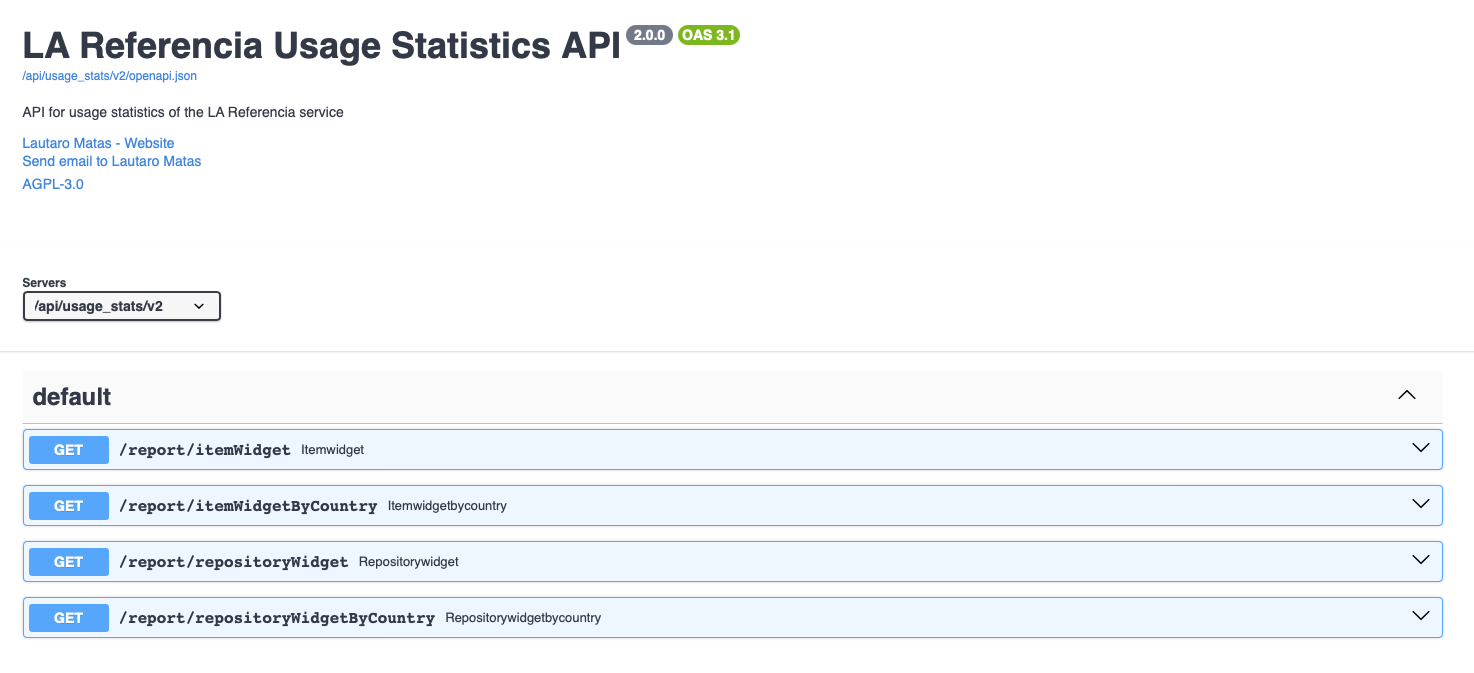 LA Referencia Usage Statistics API 2.0.0 OAS 3.1
/api/usage_stats/v2/openapi.json
API for usage statistics of the LA Referencia service
Lautaro Matas - Website
Send email to Lautaro Matas
AGPL-3.0
Servers
/api/usage_stats/v2
default
GET /report/itemWidget Itemwidget
GET /report/itemWidgetByCountry Itemwidgetbycountry
GET /report/repositoryWidget Repositorywidget
GET /report/repositoryWidgetByCountry Repositorywidgetbycountry